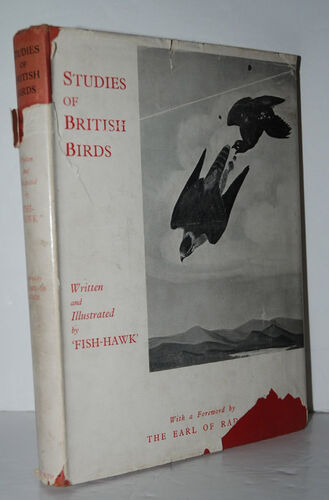 STUDIES
OF
BRITISH
BIRDS
STUDIES
OF BRITISH
BIRDS
Written
and
Illustrated
by
'FISH-HAWK'
With a Foreword by
THE EARL OF